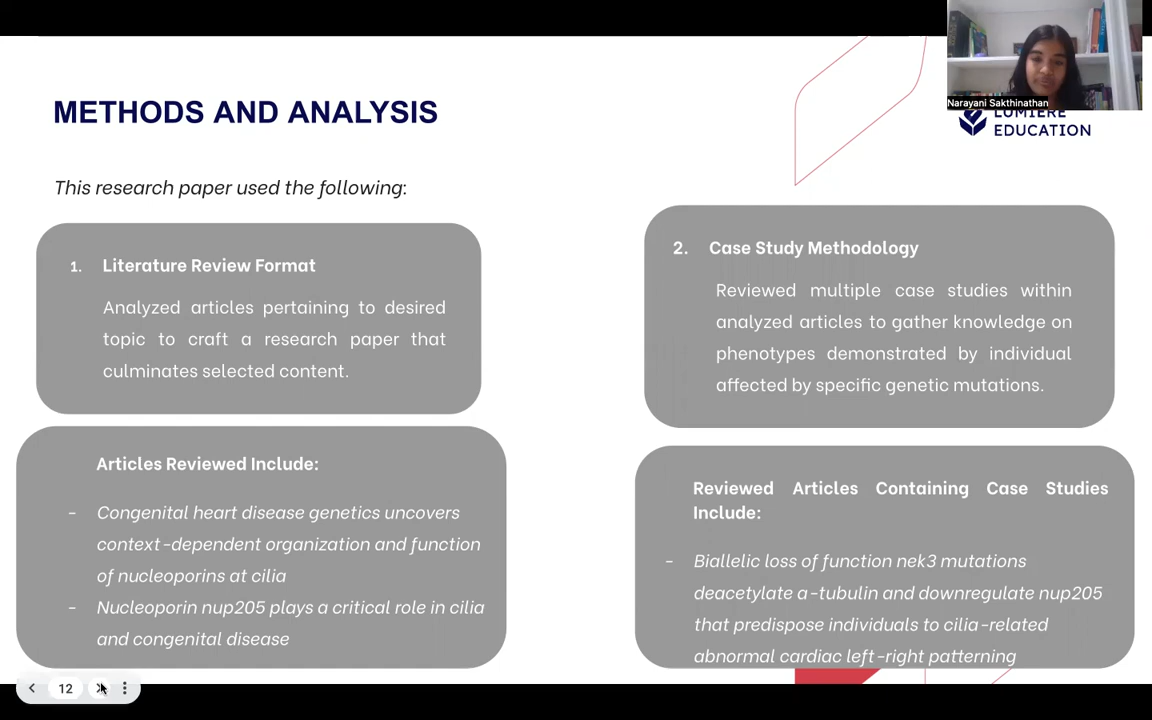 Narayani Sakthinathan
LUMIERE
EDUCATION
METHODS AND ANALYSIS
This research paper used the following:
1. Literature Review Format
Analyzed articles pertaining to desired
topic to craft a research paper that
culminates selected content.
Articles Reviewed Include:
- Congenital heart disease genetics uncovers
context-dependent organization and function
of nucleoporins at cilia
- Nucleoporin nup205 plays a critical role in cilia
and congenital disease
2. Case Study Methodology
Reviewed multiple case studies within
analyzed articles to gather knowledge on
phenotypes demonstrated by individual
affected by specific genetic mutations.
Reviewed Articles Containing Case Studies
Include:
- Biallelic loss of function nek3 mutations
deacetylate a-tubulin and downregulate nup205
that predispose individuals to cilia-related
abnormal cardiac left-right patterning
12